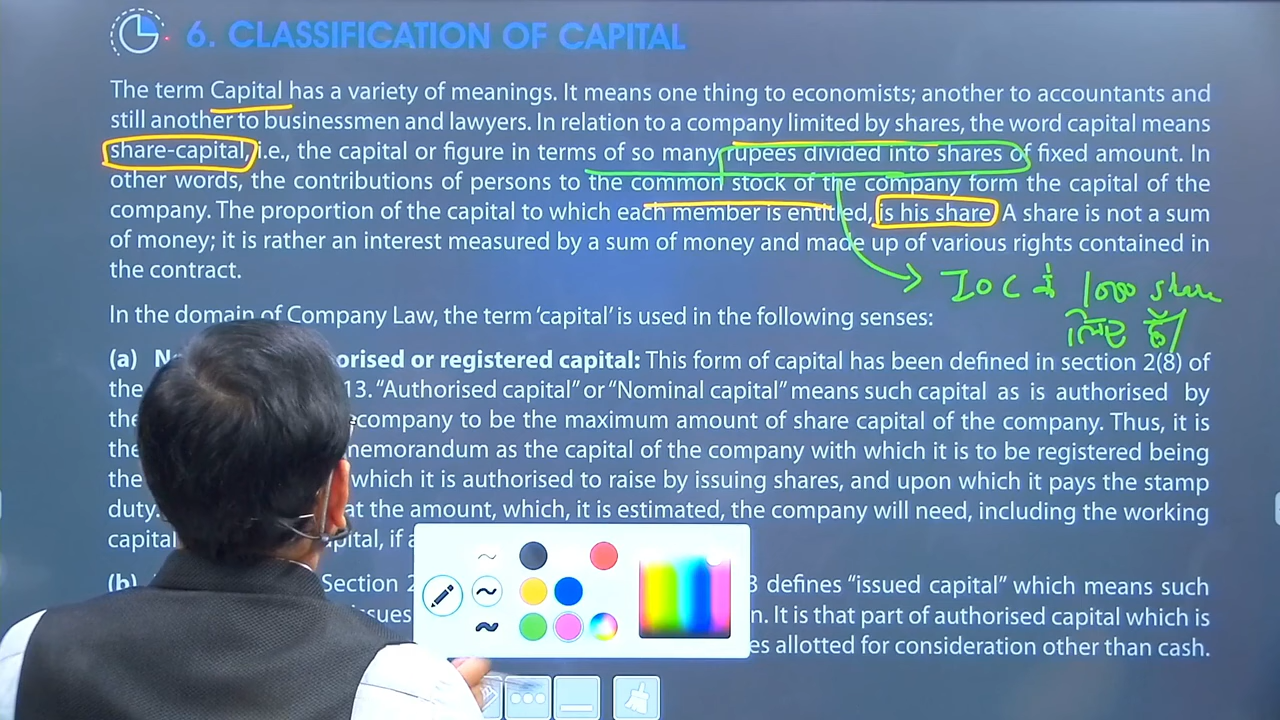 6. CLASSIFICATION OF CAPITAL
The term Capital has a variety of meanings. It means one thing to economists; another to accountants and
still another to businessmen and lawyers. In relation to a company limited by shares, the word capital means
share-capital, i.e., the capital or figure in terms of so many rupees divided into shares of fixed amount. In
other words, the contributions of persons to the common stock of the company form the capital of the
company. The proportion of the capital to which each member is entitled, is his share. A share is not a sum
of money; it is rather an interest measured by a sum of money and made up of various rights contained in
the contract.
IOC के 1000 share
लिए हैं।
In the domain of Company Law, the term ‘capital’ is used in the following senses:
(a) orised or registered capital: This form of capital has been defined in section 2(8) of
the 13. “Authorised capital” or “Nominal capital” means such capital as is authorised by
the company to be the maximum amount of share capital of the company. Thus, it is
the memorandum as the capital of the company with which it is to be registered being
the which it is authorised to raise by issuing shares, and upon which it pays the stamp
duty. at the amount, which, it is estimated, the company will need, including the working
capital pital, if
(b) Section 2 3 defines “issued capital” which means such
ssues n. It is that part of authorised capital which is
es allotted for consideration other than cash.